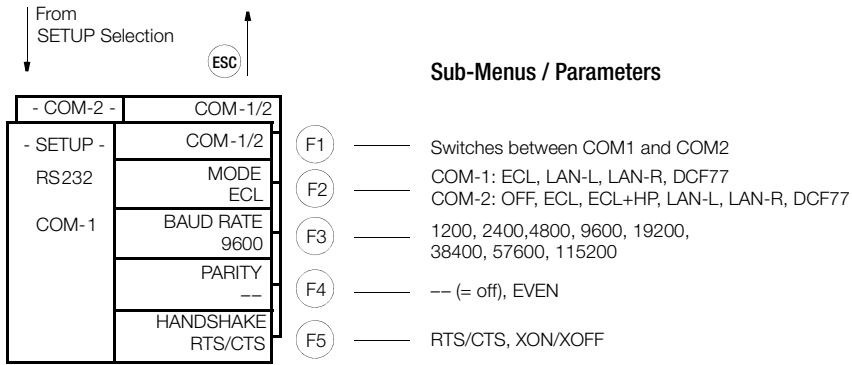 From
SETUP Selection
ESC
Sub-Menus / Parameters
- COM-2 -
COM-1/2
- SETUP -
RS232
COM-1
COM-1/2
F1
Switches between COM1 and COM2
MODE
ECL
F2
COM-1: ECL, LAN-L, LAN-R, DCF77
COM-2: OFF, ECL, ECL+HP, LAN-L, LAN-R, DCF77
BAUD RATE
9600
F3
1200, 2400,4800, 9600, 19200,
38400, 57600, 115200
PARITY
––
F4
–– (= off), EVEN
HANDSHAKE
RTS/CTS
F5
RTS/CTS, XON/XOFF